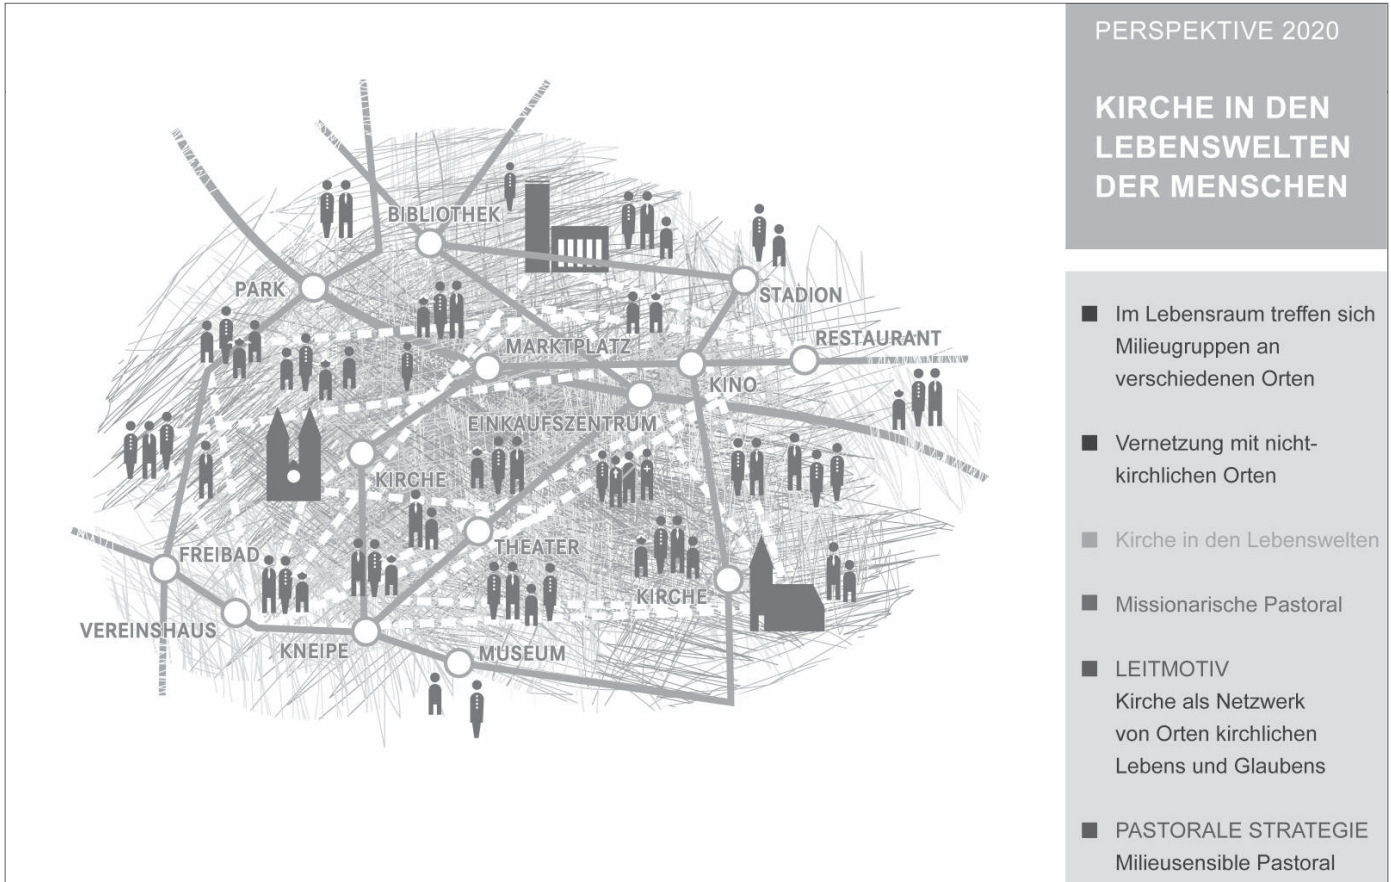 PERSPEKTIVE 2020
KIRCHE IN DEN
LEBENSWELTEN
DER MENSCHEN
BIBLIOTHEK
PARK
STADION
RESTAURANT
MARKTPLATZ
KINO
EINKAUFSZENTRUM
KIRCHE
THEATER
FREIBAD
KIRCHE
VEREINSHAUS
KNEIPE
MUSEUM
Im Lebensraum treffen sich
Milieugruppen an
verschiedenen Orten
Vernetzung mit nicht-
kirchlichen Orten
Kirche in den Lebenswelten
Missionarische Pastoral
LEITMOTIV
Kirche als Netzwerk
von Orten kirchlichen
Lebens und Glaubens
PASTORALE STRATEGIE
Milieusensible Pastoral